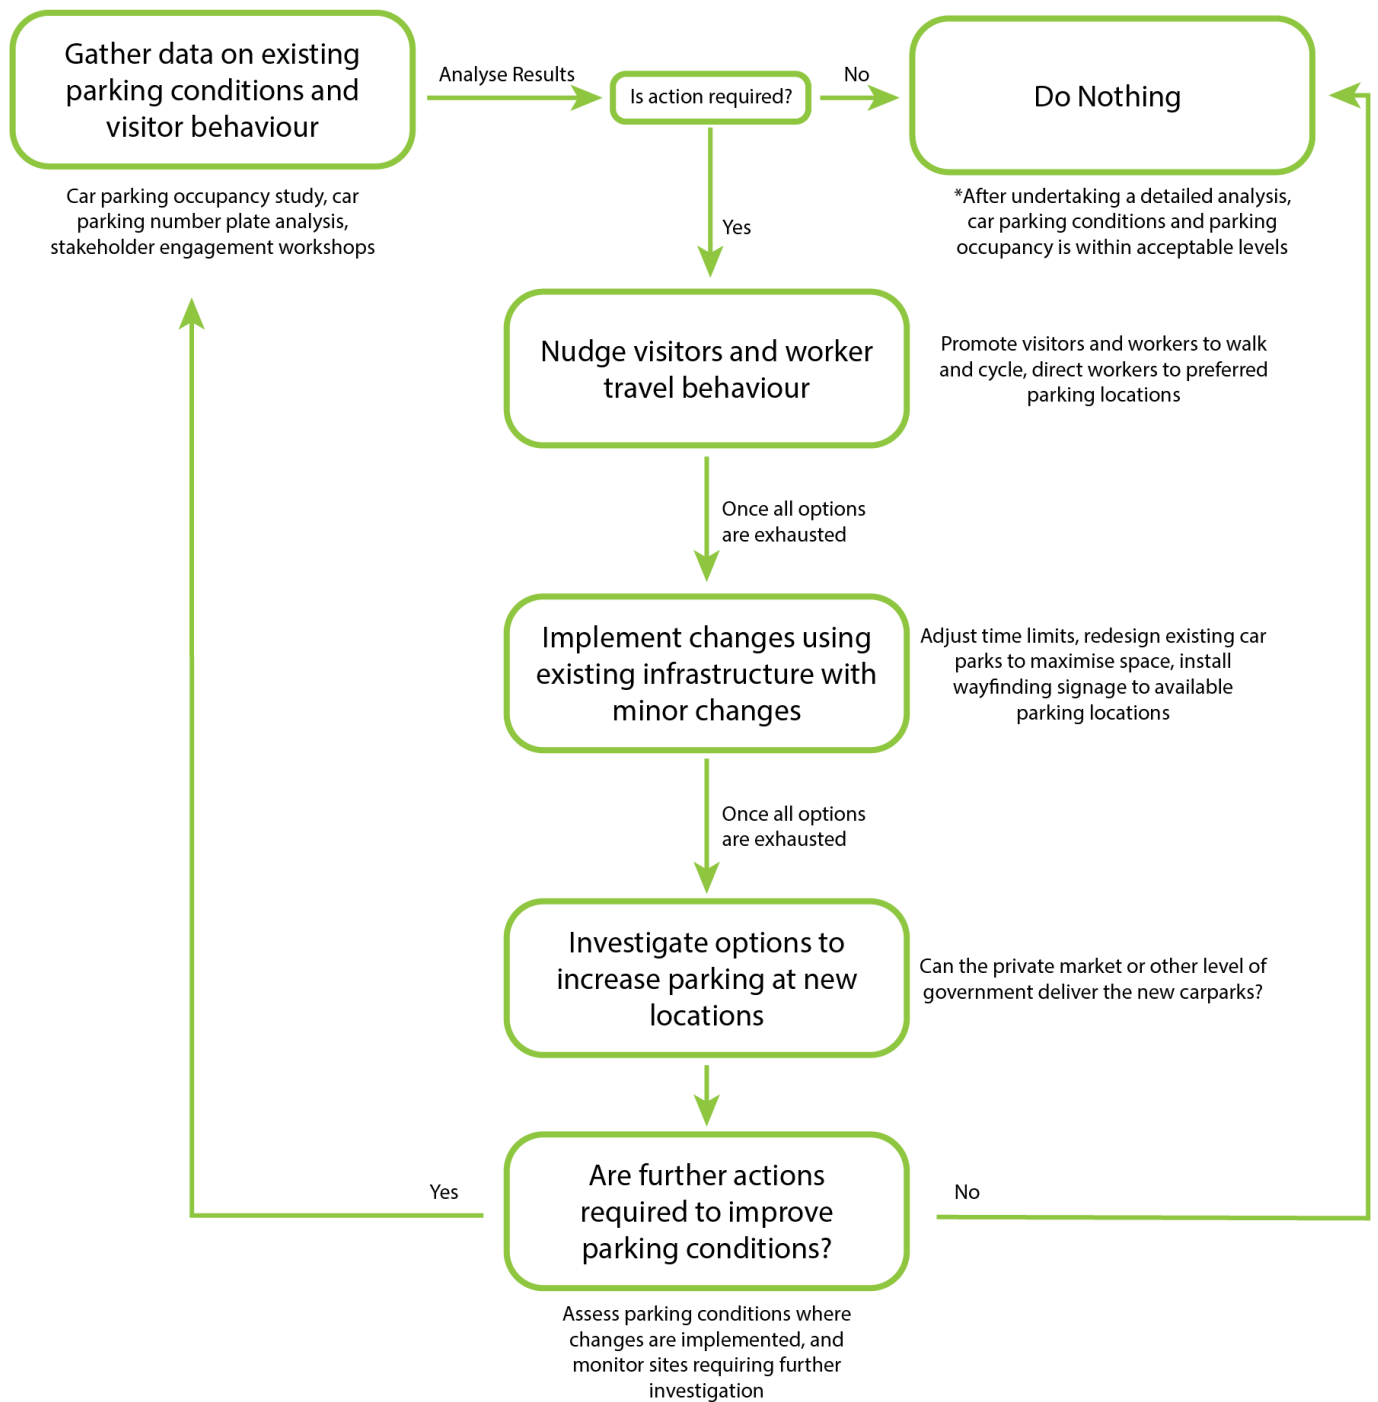 Gather data on existing
parking conditions and
visitor behaviour
Analyse Results
Is action required?
No
Do Nothing
Car parking occupancy study, car
parking number plate analysis,
stakeholder engagement workshops
*After undertaking a detailed analysis,
car parking conditions and parking
occupancy is within acceptable levels
Yes
Nudge visitors and worker
travel behaviour
Promote visitors and workers to walk
and cycle, direct workers to preferred
parking locations
Once all options
are exhausted
Implement changes using
existing infrastructure with
minor changes
Adjust time limits, redesign existing car
parks to maximise space, install
wayfinding signage to available
parking locations
Once all options
are exhausted
Investigate options to
increase parking at new
locations
Can the private market or other level of
government deliver the new carparks?
Are further actions
required to improve
parking conditions?
Yes
No
Assess parking conditions where
changes are implemented, and
monitor sites requiring further
investigation